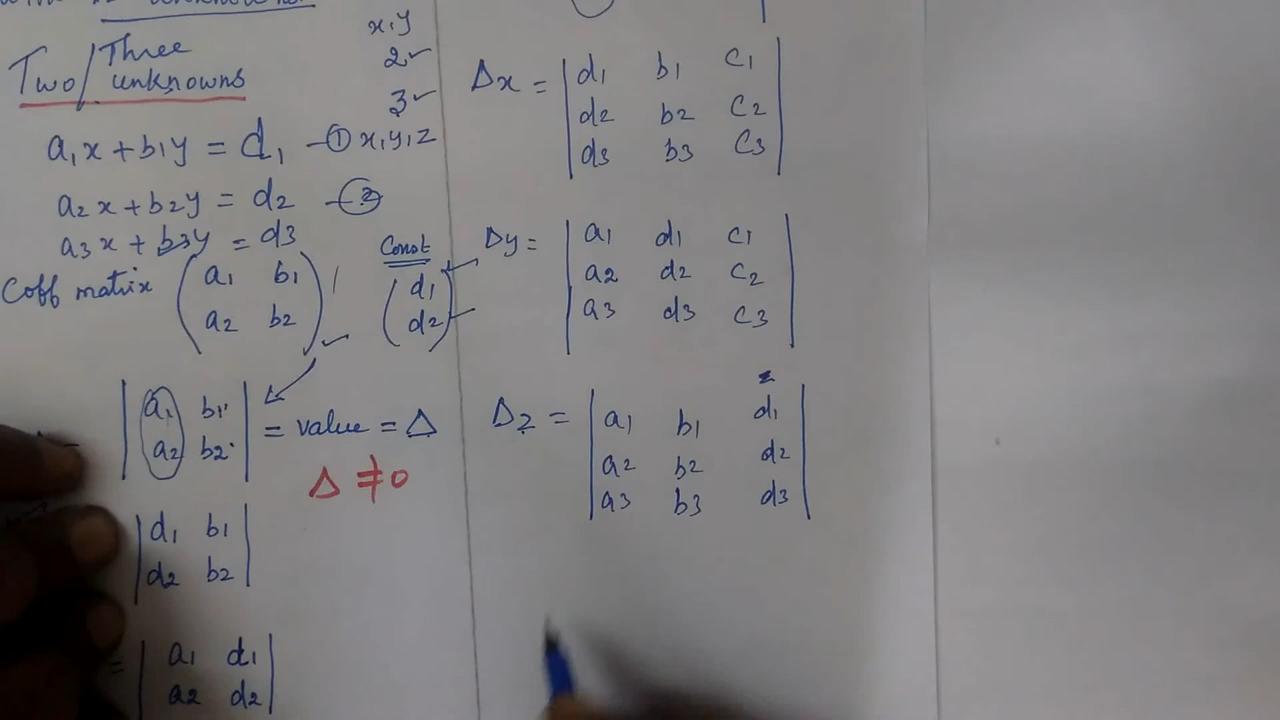 Two/Three
unknowns
x,y
2✓
3✓
a1x + b1y = d1 —① x,y,z
a2x + b2y = d2 —②
a3x + b3y = d3
Coff matrix (a1 b1
a2 b2)
Const
(d1
d2)
|a1 b1
a2 b2| = value = Δ
Δ ≠ 0
|d1 b1
d2 b2|
= |a1 d1
a2 d2|
Δx = |d1 b1 c1
d2 b2 c2
d3 b3 c3|
Δy = |a1 d1 c1
a2 d2 c2
a3 d3 c3|
z
Δz = |a1 b1 d1
a2 b2 d2
a3 b3 d3|